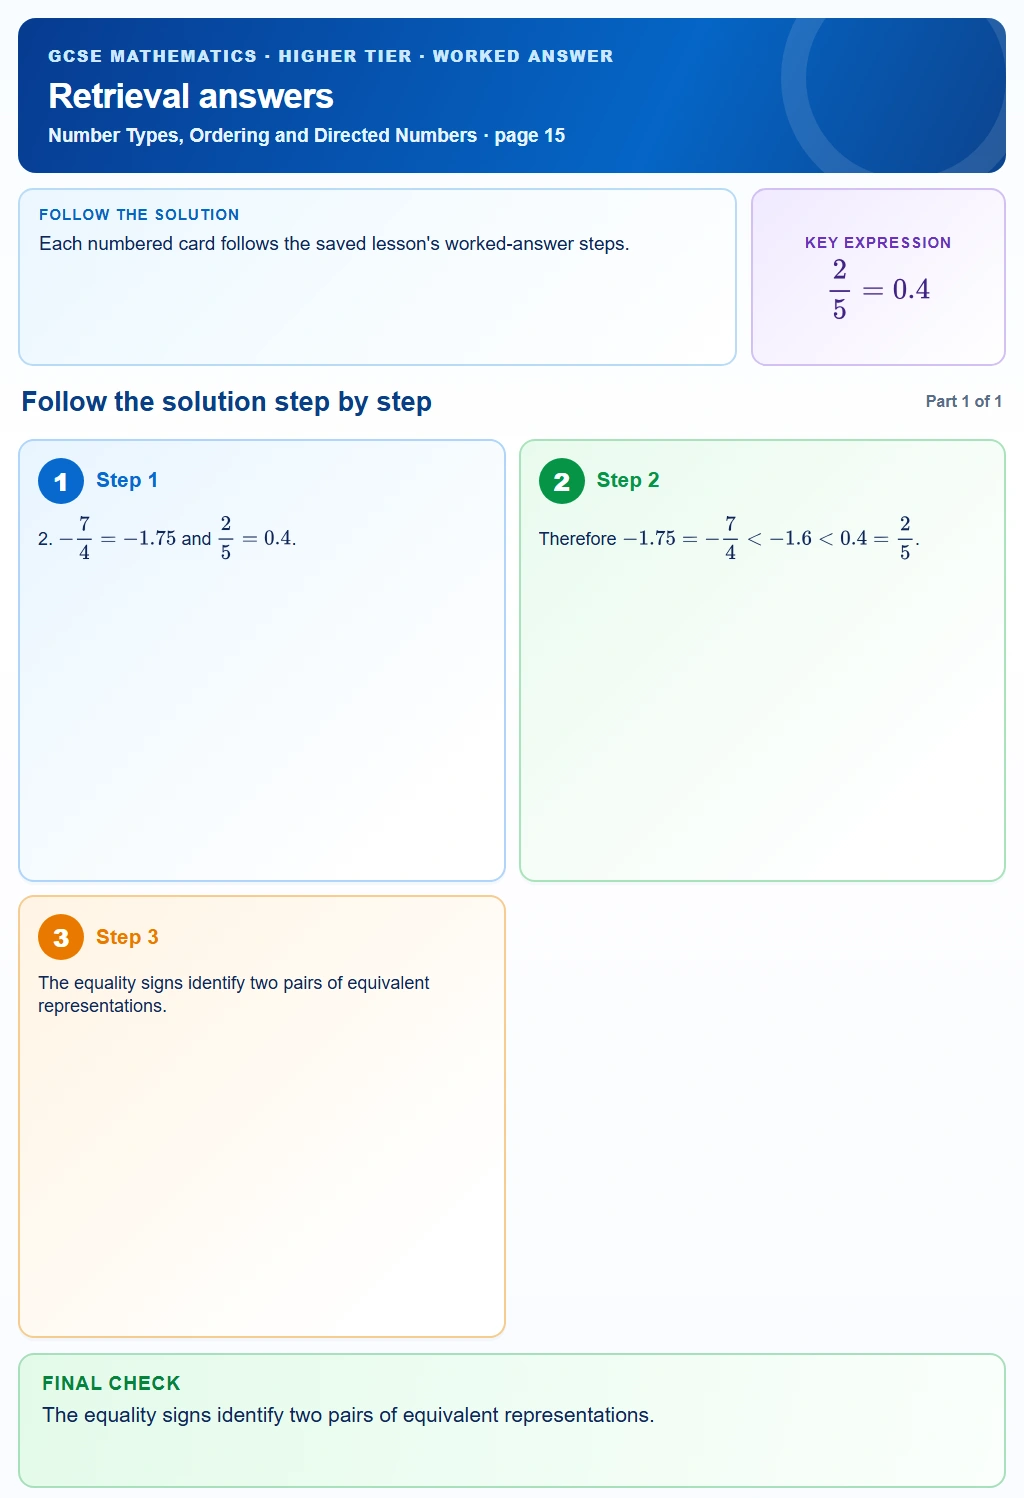 GCSE MATHEMATICS · HIGHER TIER · WORKED ANSWER
Retrieval answers
Number Types, Ordering and Directed Numbers · page 15
FOLLOW THE SOLUTION
Each numbered card follows the saved lesson's worked-answer steps.
KEY EXPRESSION
2/5 = 0.4
Follow the solution step by step
Part 1 of 1
1 Step 1
2. −7/4 = −1.75 and 2/5 = 0.4.
2 Step 2
Therefore −1.75 = −7/4 < −1.6 < 0.4 = 2/5.
3 Step 3
The equality signs identify two pairs of equivalent
representations.
FINAL CHECK
The equality signs identify two pairs of equivalent representations.